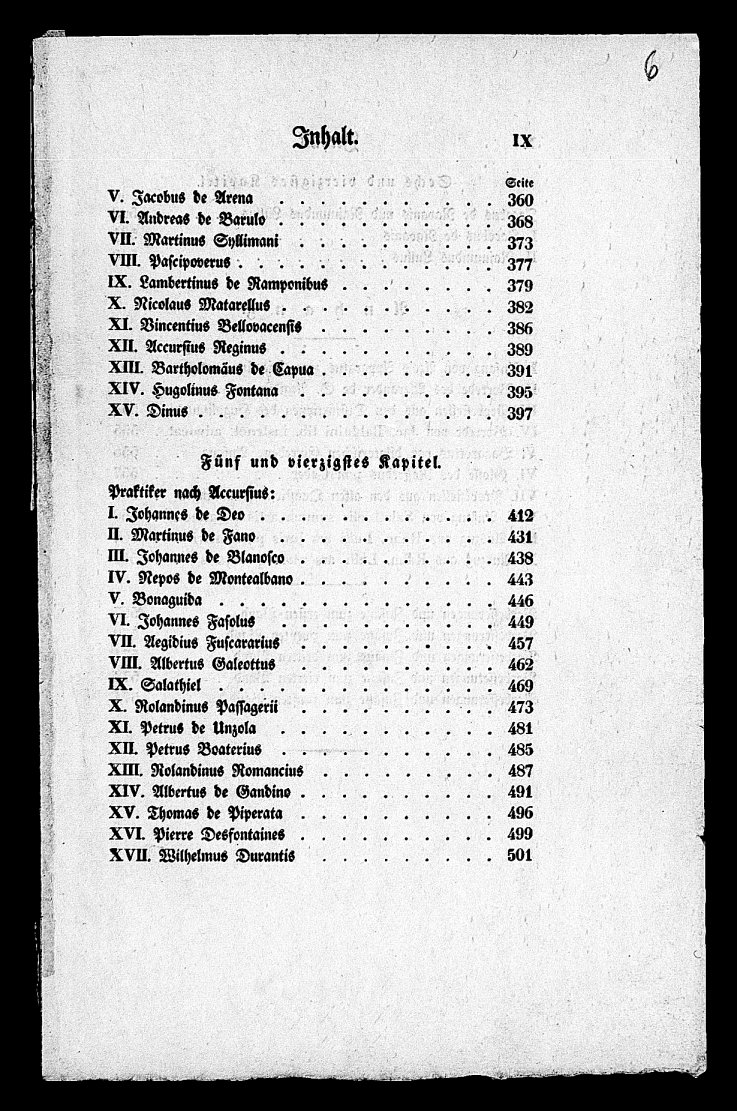 6
Inhalt. IX
Seite
V. Jacobus de Arena . . . . . . . . . . . 360
VI. Andreas de Barulo . . . . . . . . . . . 368
VII. Martinus Syllimani . . . . . . . . . . 373
VIII. Pascipoverus . . . . . . . . . . . . 377
IX. Lambertinus de Ramponibus . . . . . . . 379
X. Nicolaus Matarellus . . . . . . . . . . 382
XI. Vincentius Bellovacensis . . . . . . . . 386
XII. Accursius Reginus . . . . . . . . . . 389
XIII. Bartholomäus de Capua . . . . . . . . 391
XIV. Hugolinus Fontana . . . . . . . . . . 395
XV. Dinus . . . . . . . . . . . . . . 397
Fünf und vierzigstes Kapitel.
Praktiker nach Accursius:
I. Johannes de Deo . . . . . . . . . . . 412
II. Martinus de Fano . . . . . . . . . . . 431
III. Johannes de Blanosco . . . . . . . . . 438
IV. Nepos de Montealbano . . . . . . . . . 443
V. Bonaguida . . . . . . . . . . . . . 446
VI. Johannes Fasolus . . . . . . . . . . . 449
VII. Aegidius Fuscararius . . . . . . . . . 457
VIII. Albertus Galeottus . . . . . . . . . . 462
IX. Salathiel . . . . . . . . . . . . . 469
X. Rolandinus Passagerii . . . . . . . . . 473
XI. Petrus de Unzola . . . . . . . . . . . 481
XII. Petrus Boaterius . . . . . . . . . . 485
XIII. Rolandinus Romancius . . . . . . . . 487
XIV. Albertus de Gandino . . . . . . . . . 491
XV. Thomas de Piperata . . . . . . . . . 496
XVI. Pierre Desfontaines . . . . . . . . . 499
XVII. Wilhelmus Durantis . . . . . . . . . 501